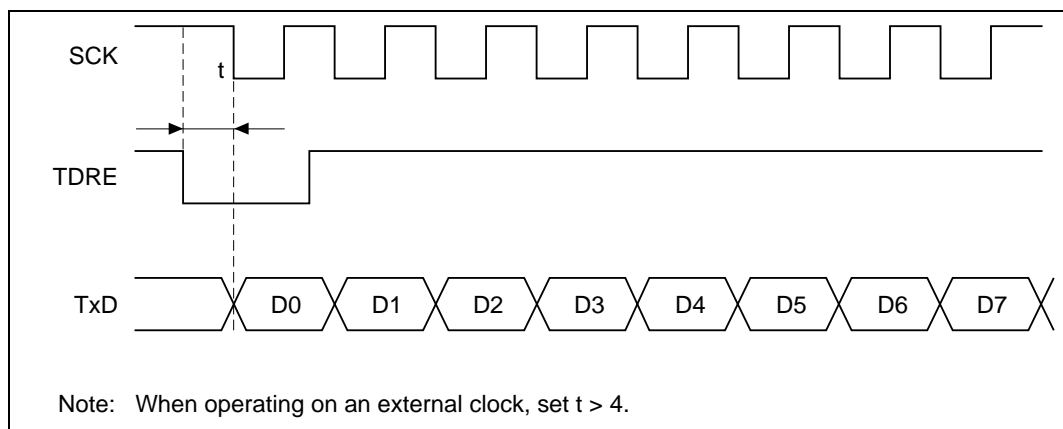 SCK
t
TDRE
TxD D0 D1 D2 D3 D4 D5 D6 D7
Note: When operating on an external clock, set t > 4.